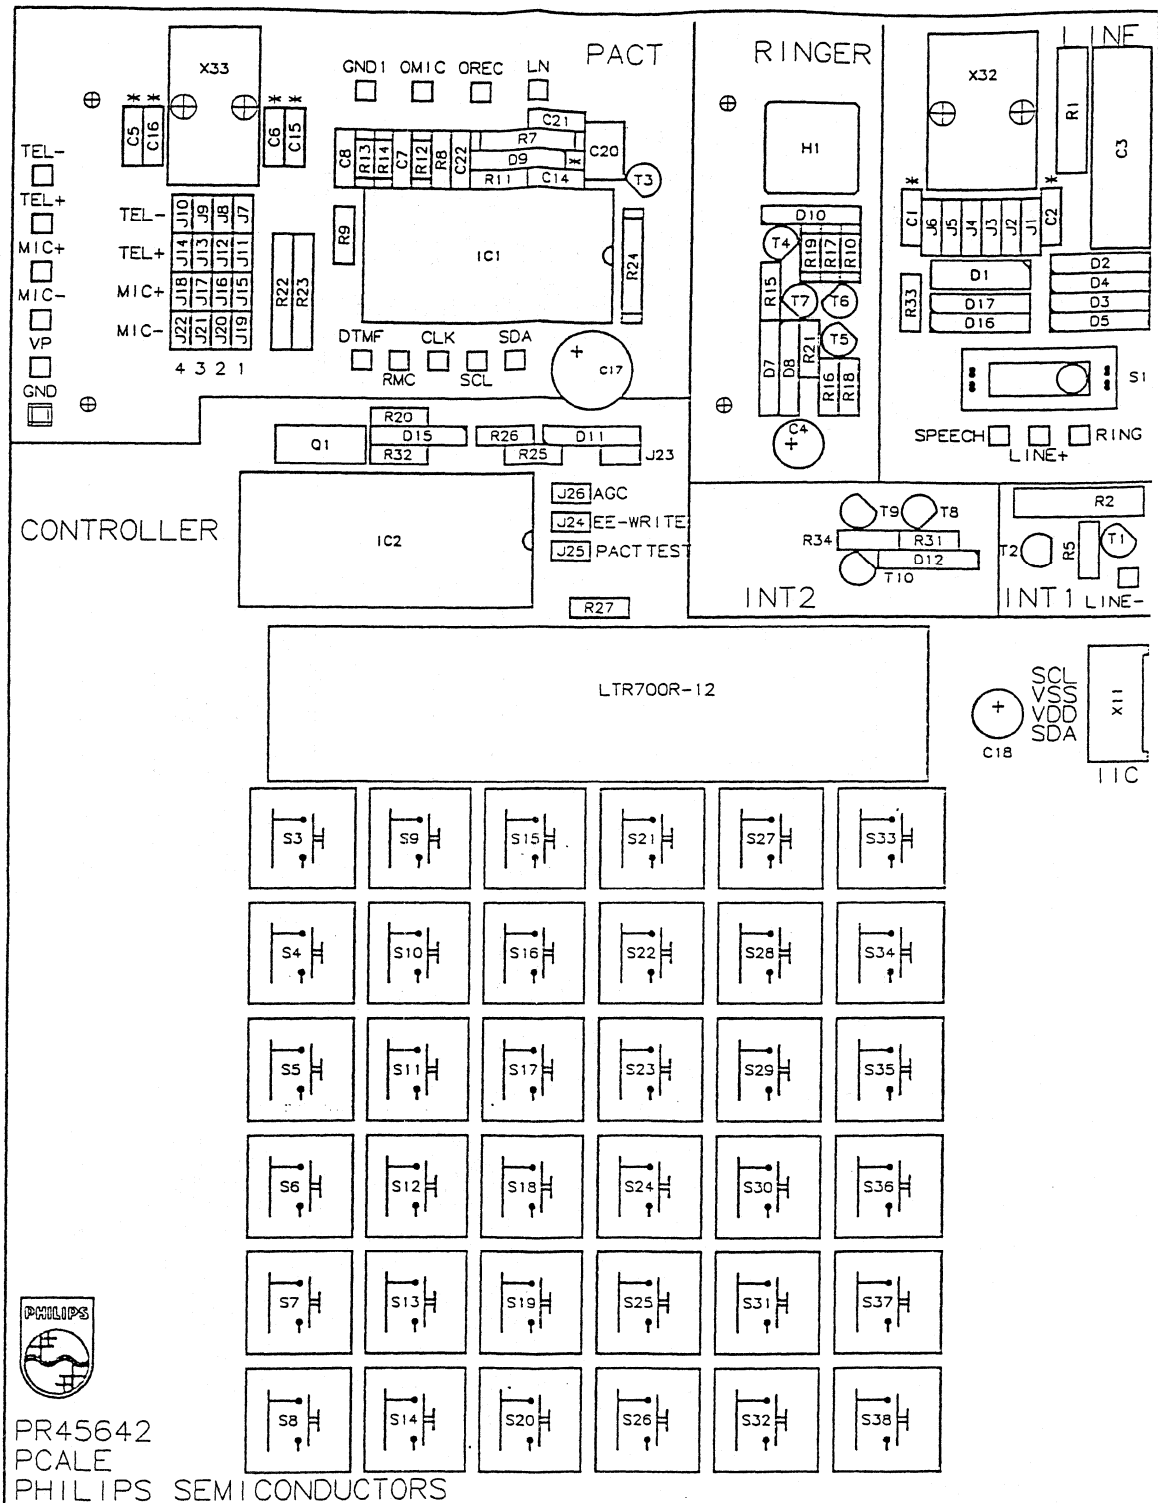 PACT
RINGER
LINE
X33
GND1 OMIC OREC LN
X32
R1
C3
* * * *
C5 C16 C6 C15
C21
R7
D9 *
C20
R11 C14
C8 R13 R14 C7 R12 R8 C22
T3
H1
TEL-
TEL+
MIC+
MIC-
VP
GND
TEL- J10 J9 J8 J7
TEL+ J14 J13 J12 J11
MIC+ J18 J17 J16 J15
MIC- J22 J21 J20 J19
4 3 2 1
R22 R23
R9
IC1
R24
DTMF CLK SDA
RMC SCL
+
C17
D10
T4
R19 R17 R10
R15
T7 T6
T5
D7 D8 R21
R16 R18
C4
+
* *
C1 J6 J5 J4 J3 J2 J1 C2
R33
D1
D17
D16
D2
D4
D3
D5
S1
SPEECH RING
LINE+
R20
Q1 D15 R26 D11
R32 R25 J23
CONTROLLER
IC2
J26 AGC
J24 EE-WRITE
J25 PACT TEST
R27
T9 T8
R34 R31
D12
T10
INT2
R2
T2 R5 T1
INT1 LINE-
LTR700R-12
+
C18
SCL
VSS
VDD
SDA
X11
IIC
S3 S9 S15 S21 S27 S33
S4 S10 S16 S22 S28 S34
S5 S11 S17 S23 S29 S35
S6 S12 S18 S24 S30 S36
S7 S13 S19 S25 S31 S37
S8 S14 S20 S26 S32 S38
PHILIPS
PR45642
PCALE
PHILIPS SEMICONDUCTORS